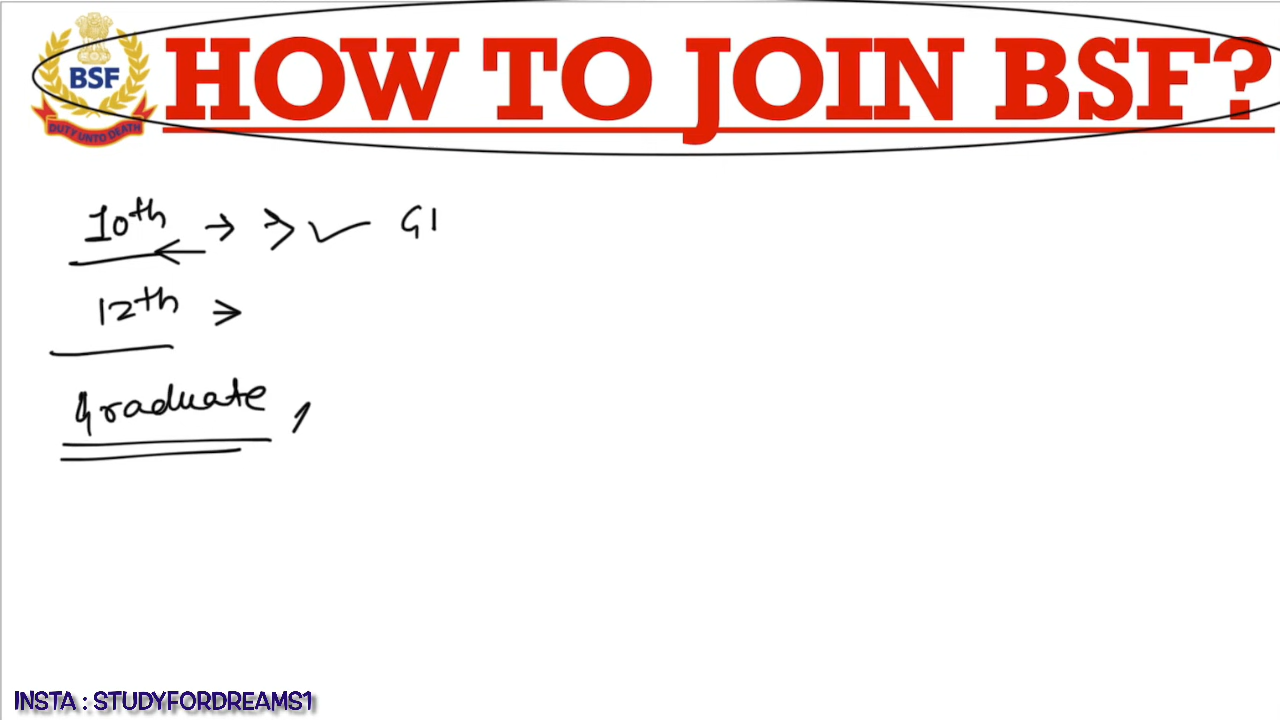 BSF
DUTY UNTO DEATH
HOW TO JOIN BSF?
10th → > ✓
12th →
Graduate ,
INSTA : STUDYFORDREAMS1